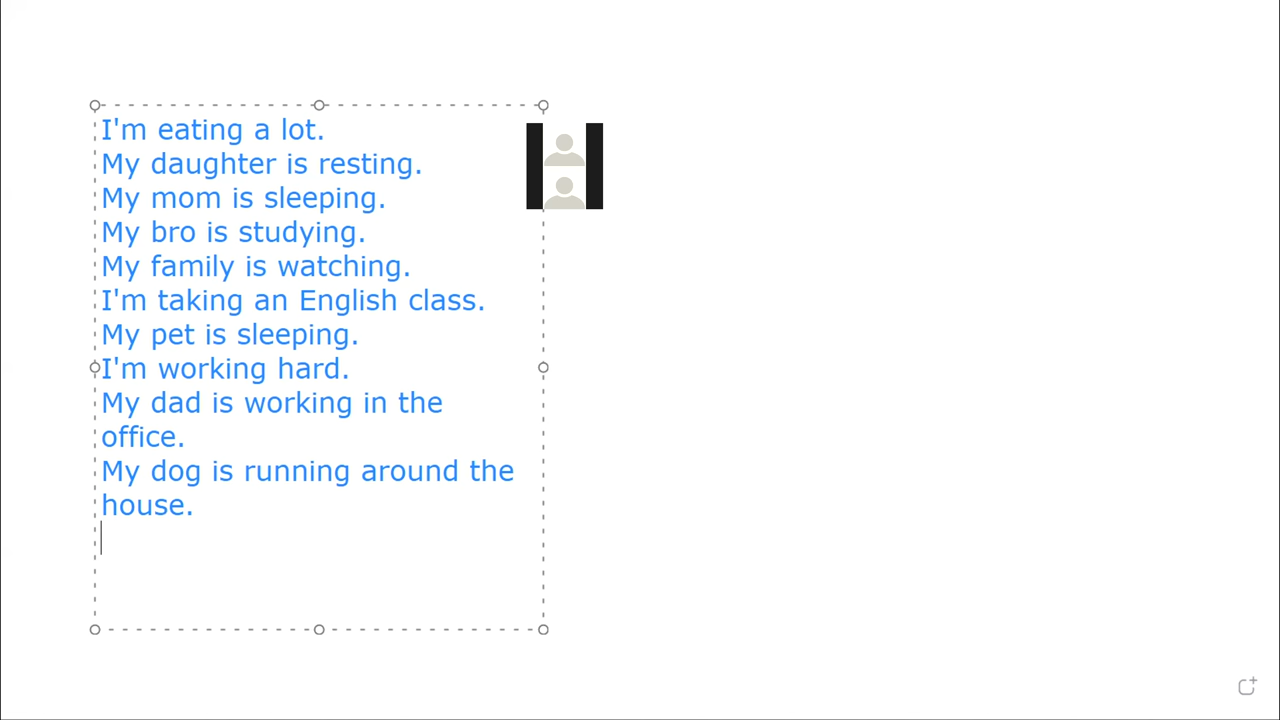 I'm eating a lot.
My daughter is resting.
My mom is sleeping.
My bro is studying.
My family is watching.
I'm taking an English class.
My pet is sleeping.
I'm working hard.
My dad is working in the
office.
My dog is running around the
house.